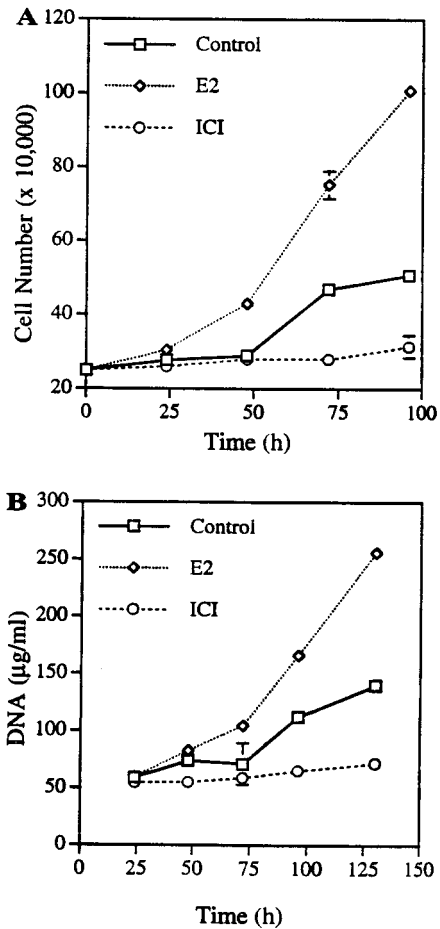 A
120
Control
100
E2
ICI
80
60
40
20
Cell Number (x 10,000)
0
25
50
75
100
Time (h)
B
300
Control
250
E2
200
ICI
150
100
50
0
DNA (μg/ml)
0
25
50
75
100
125
150
Time (h)